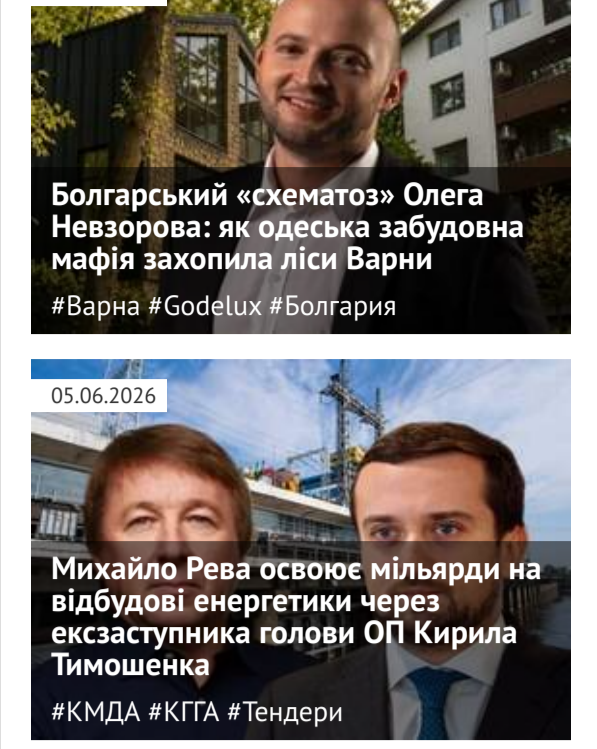 Болгарський «схематоз» Олега
Невзорова: як одеська забудовна
мафія захопила ліси Варни
#Варна #Godelux #Болгария
05.06.2026
Михайло Рева освоює мільярди на
відбудові енергетики через
ексзаступника голови ОП Кирила
Тимошенка
#КМДА #КГГА #Тендери